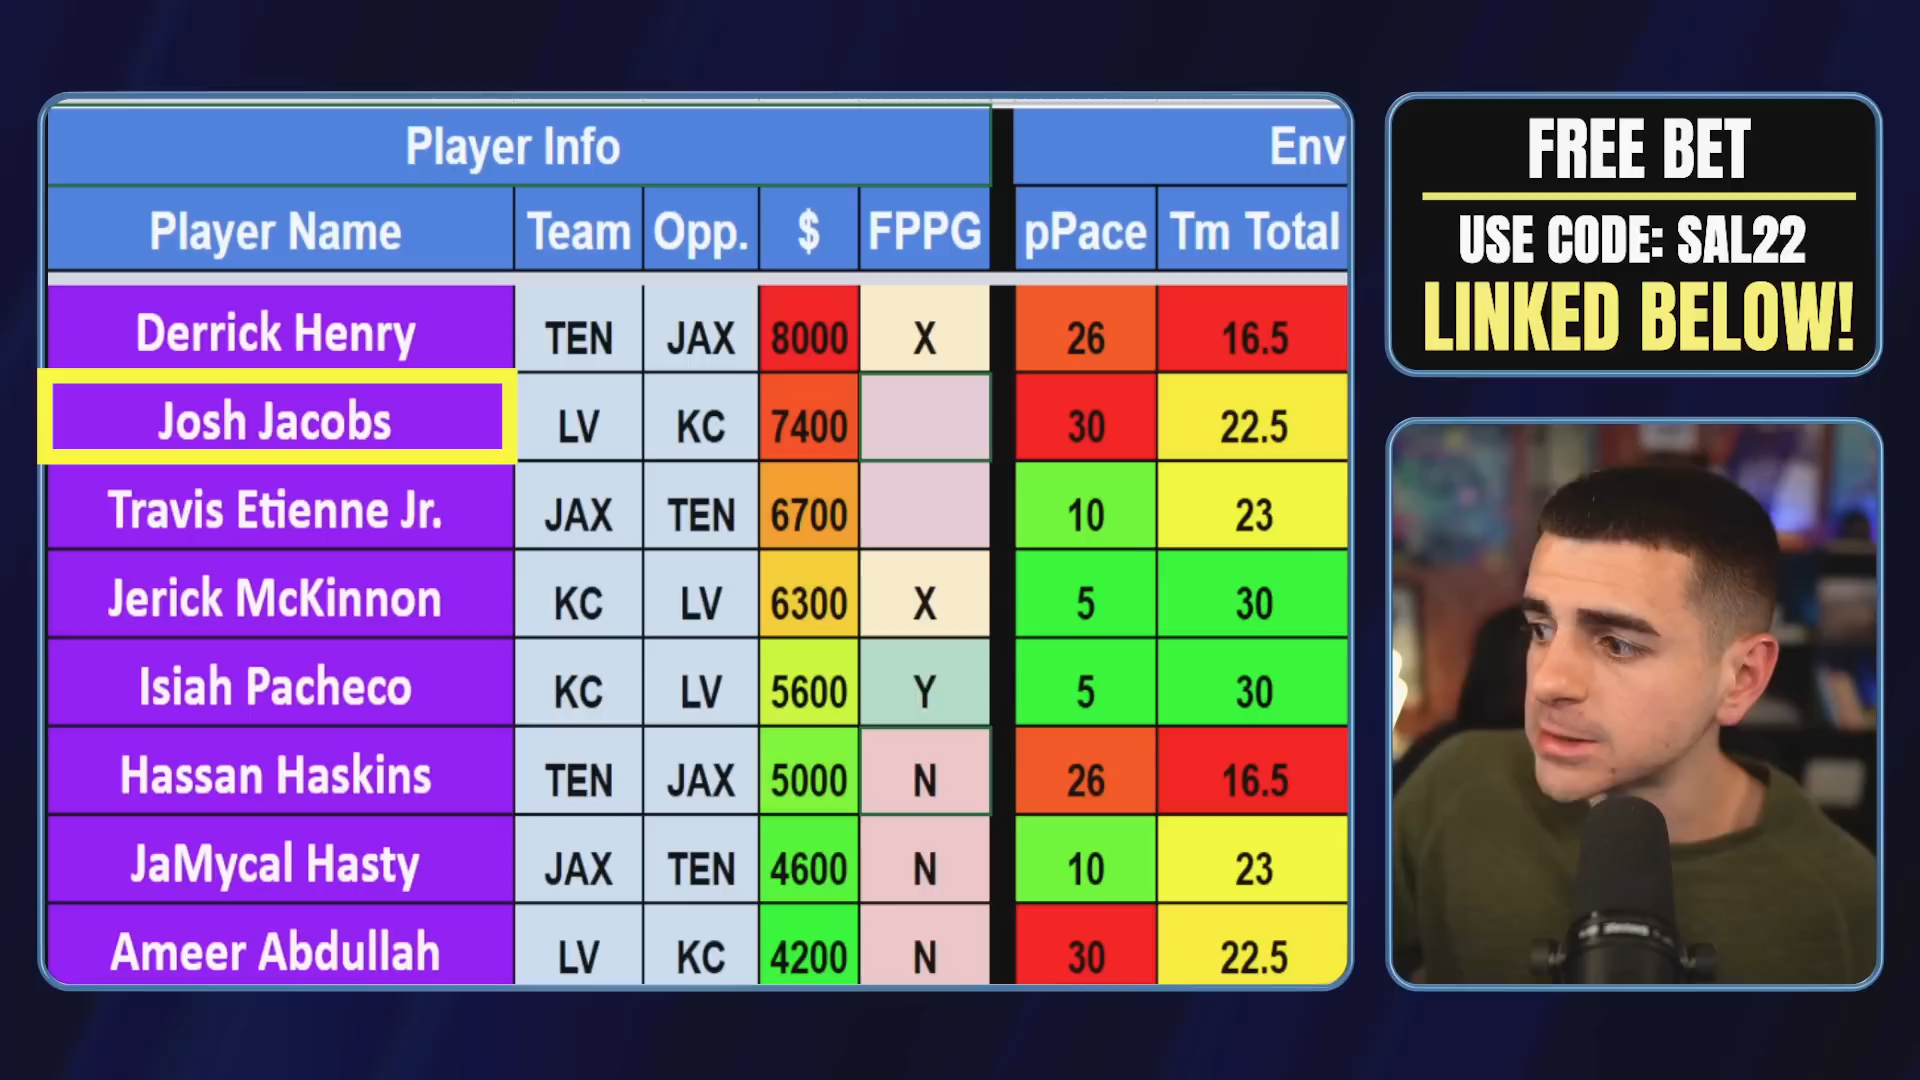 Player Info
Env
Player Name Team Opp. $ FPPG pPace Tm Total
Derrick Henry TEN JAX 8000 X 26 16.5
Josh Jacobs LV KC 7400 30 22.5
Travis Etienne Jr. JAX TEN 6700 10 23
Jerick McKinnon KC LV 6300 X 5 30
Isiah Pacheco KC LV 5600 Y 5 30
Hassan Haskins TEN JAX 5000 N 26 16.5
JaMycal Hasty JAX TEN 4600 N 10 23
Ameer Abdullah LV KC 4200 N 30 22.5
FREE BET
USE CODE: SAL22
LINKED BELOW!